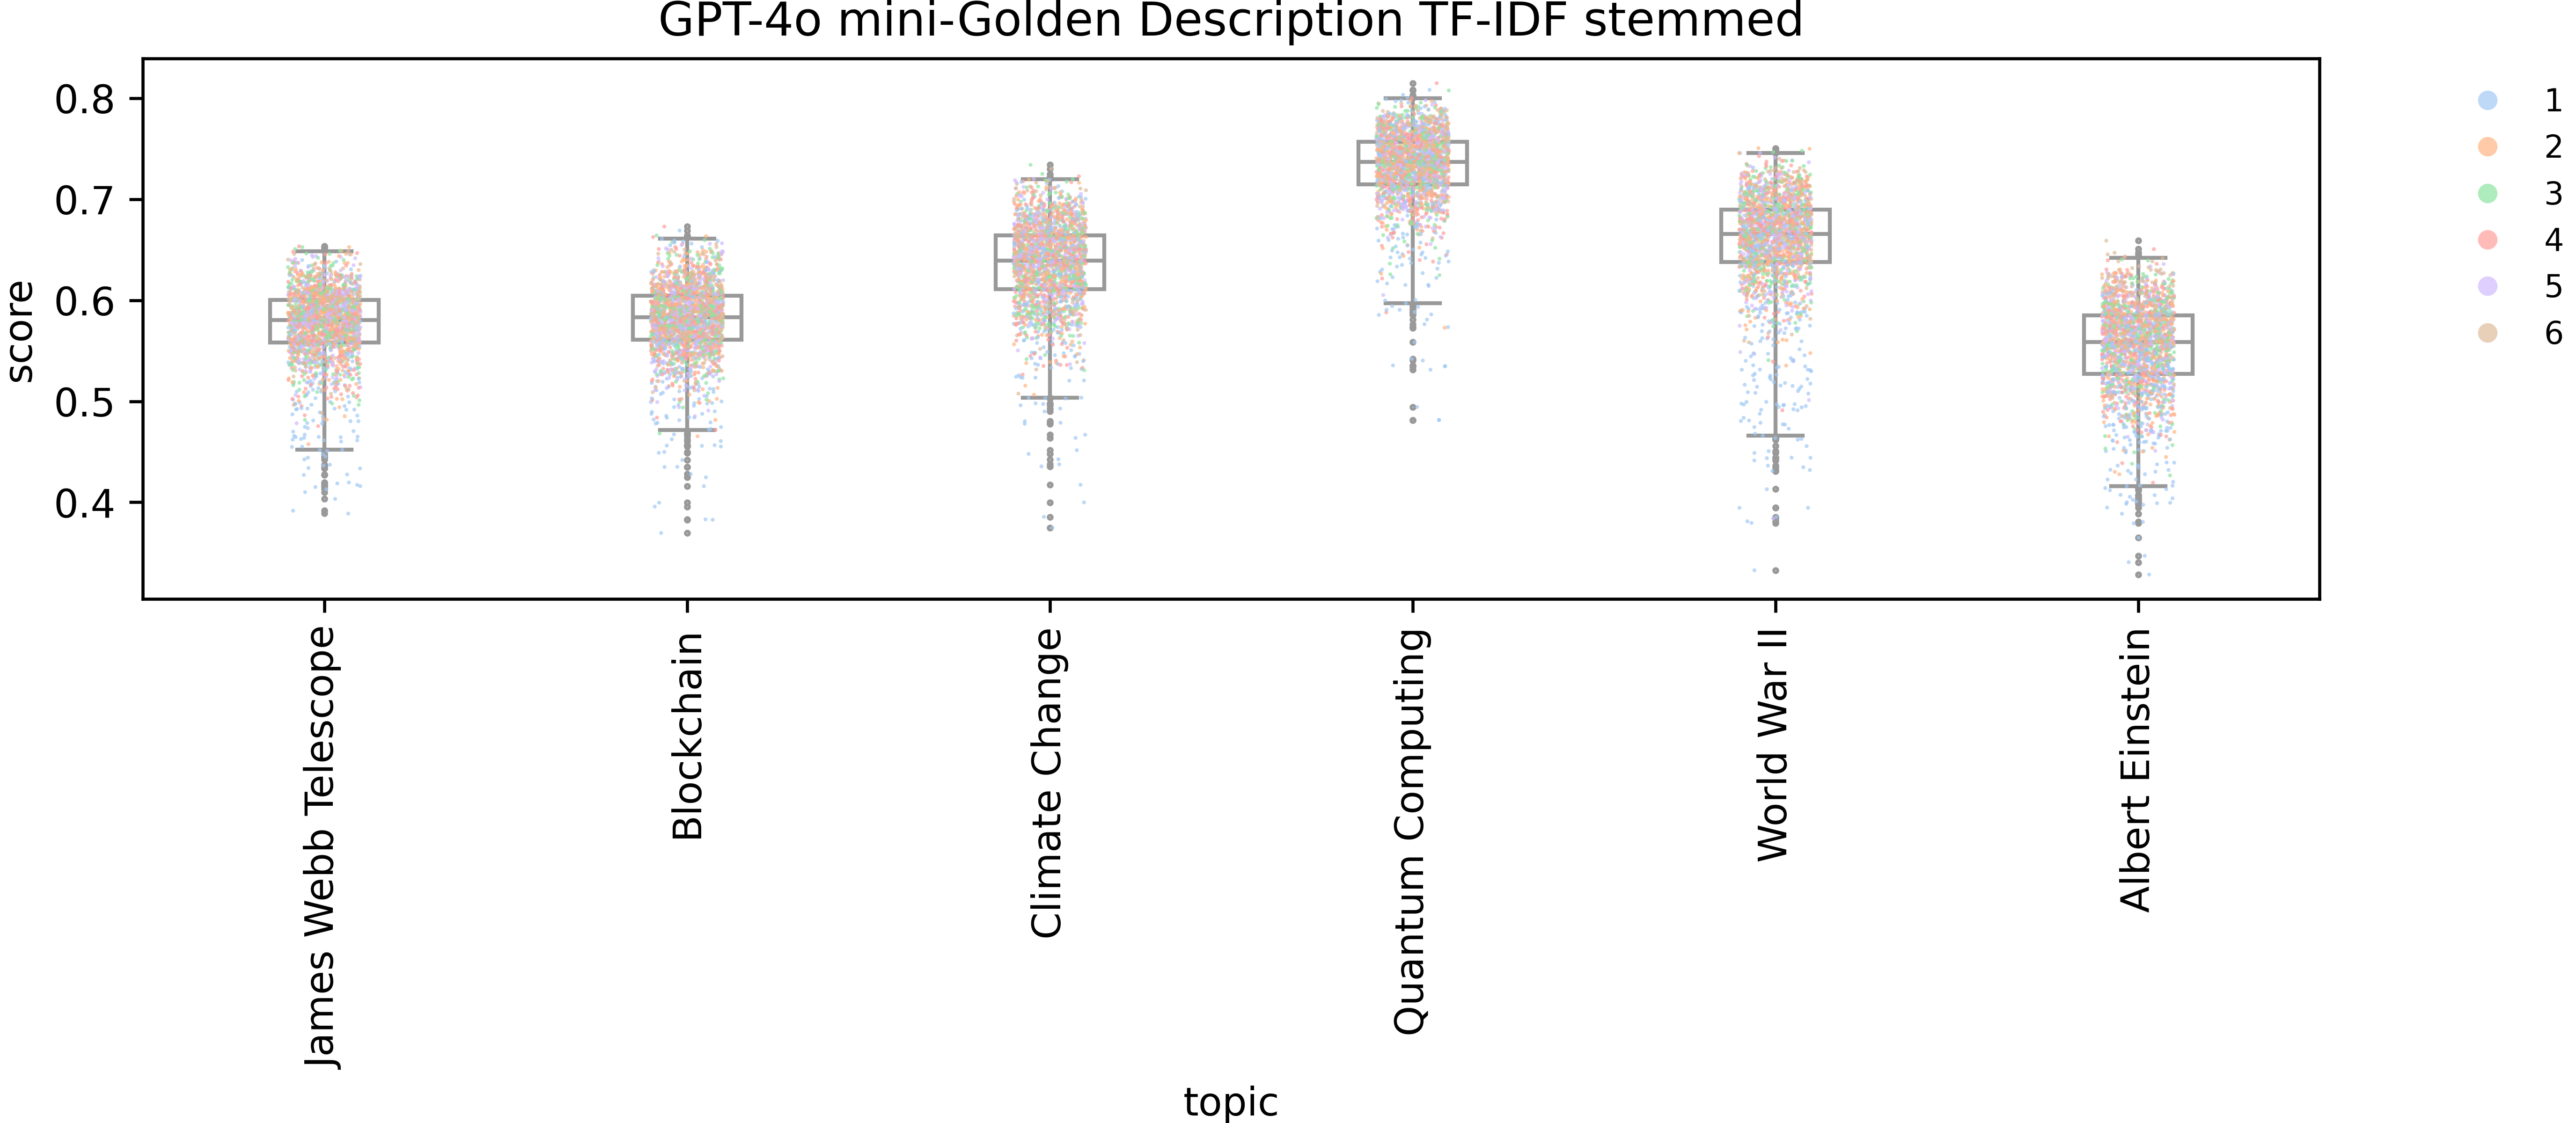 GPT-4o mini-Golden Description TF-IDF stemmed
score
0.8
0.7
0.6
0.5
0.4
1
2
3
4
5
6
James Webb Telescope
Blockchain
Climate Change
Quantum Computing
World War II
Albert Einstein
topic